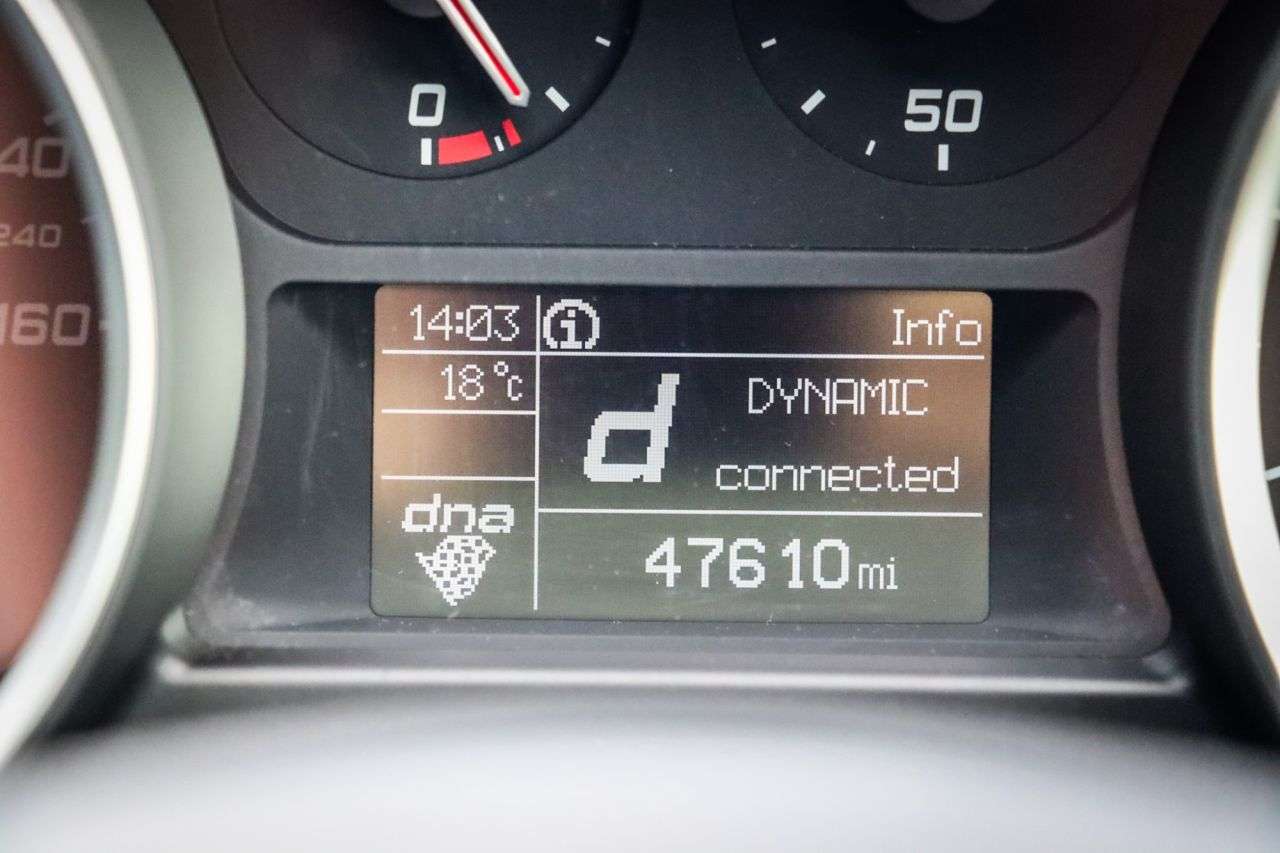 0
50
40
240
160
14:03
Info
18°c
d
DYNAMIC
connected
dna
47610mi